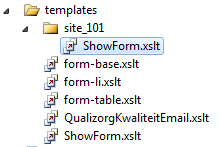 templates
site_101
ShowForm.xslt
form-base.xslt
form-li.xslt
form-table.xslt
QualizorgKwaliteitEmail.xslt
ShowForm.xslt